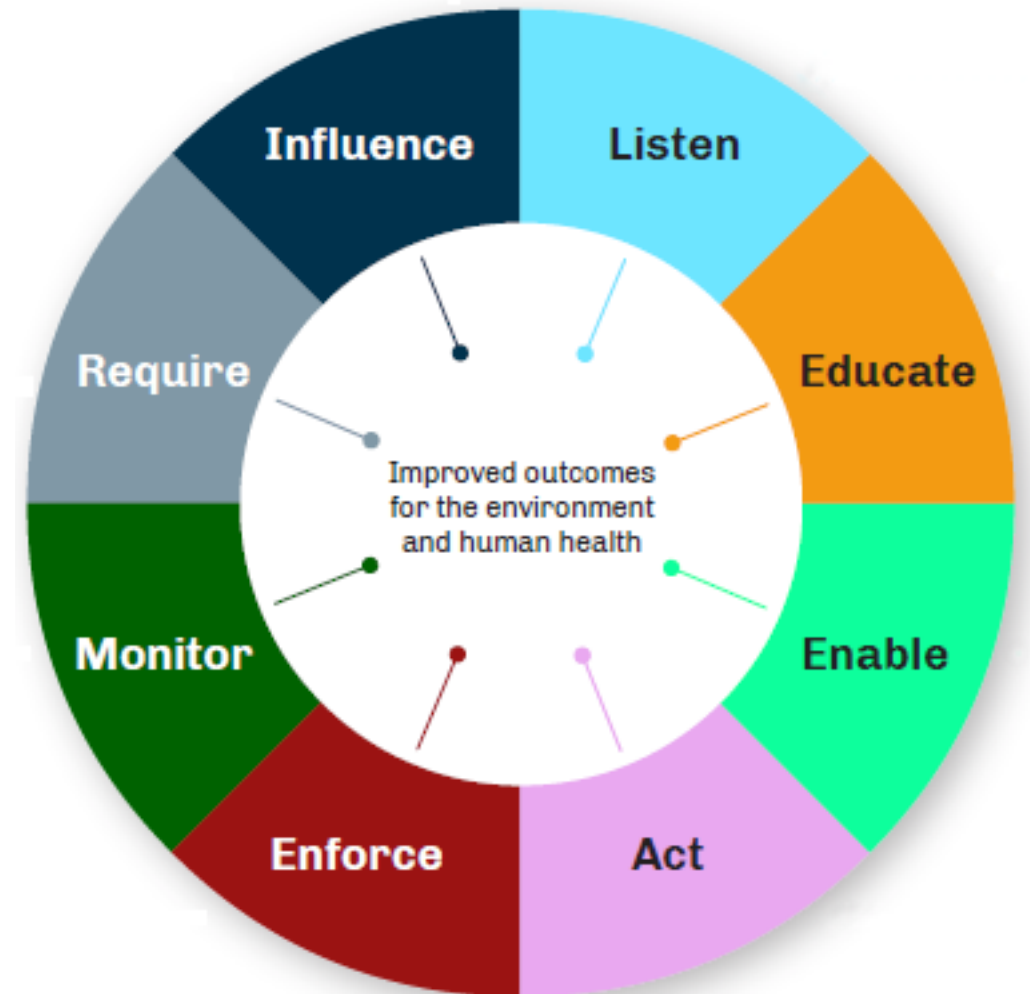 Influence
Listen
Require
Educate
Improved outcomes
for the environment
and human health
Monitor
Enable
Enforce
Act